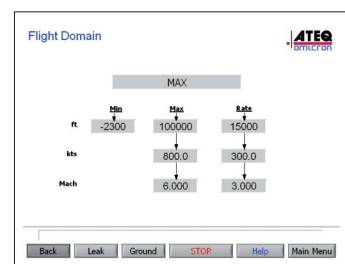 Flight Domain
ATEQ
omicron
MAX
Min Max Rate
ft -2300 100000 15000
kts 800.0 300.0
Mach 6.000 3.000
Back Leak Ground STOP Help Main Menu